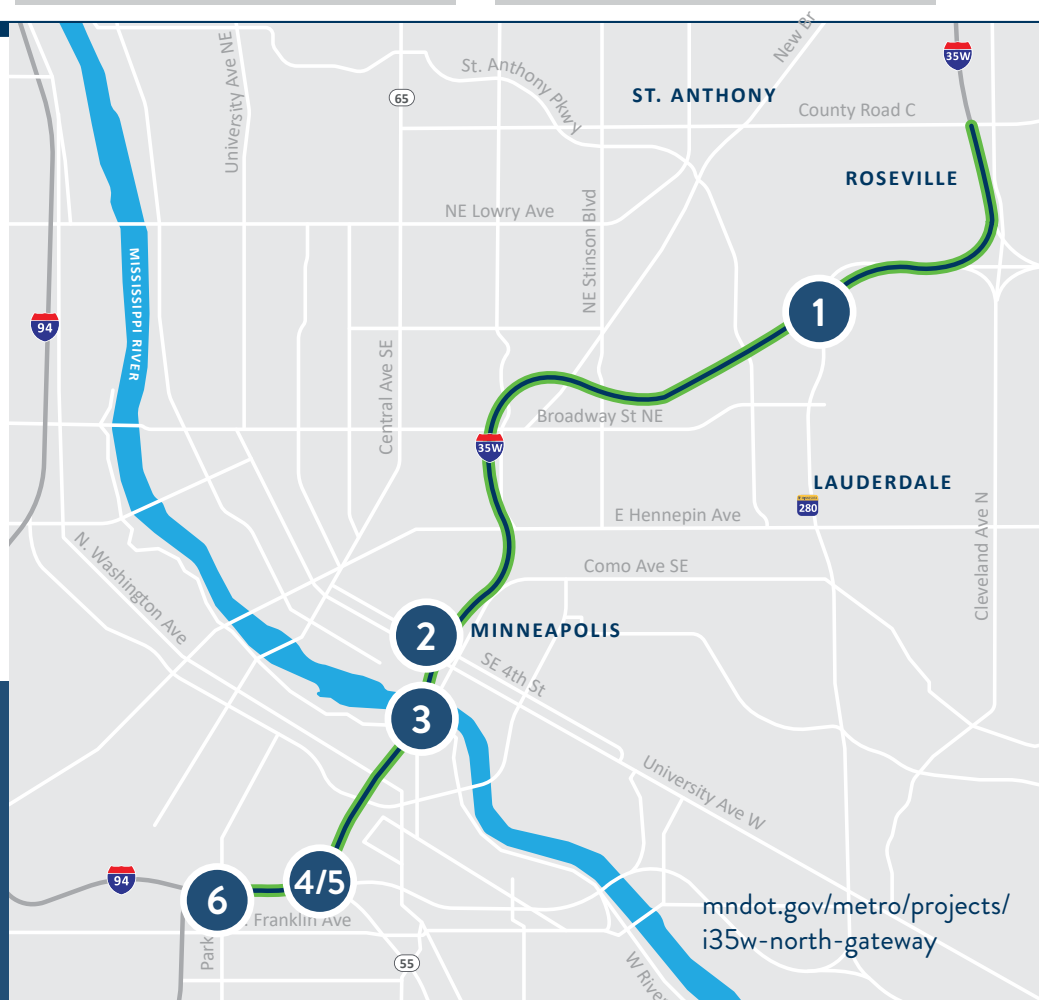 New Br
35W
University Ave NE
St. Anthony Pkwy
65
ST. ANTHONY
County Road C
ROSEVILLE
NE Lowry Ave
NE Stinson Blvd
MISSISSIPPI RIVER
94
1
Central Ave SE
Broadway St NE
35W
LAUDERDALE
280
E Hennepin Ave
Cleveland Ave N
N. Washington Ave
Como Ave SE
2
MINNEAPOLIS
SE 4th St
3
University Ave W
94
6
4/5
Franklin Ave
Park
55
W River
mndot.gov/metro/projects/
i35w-north-gateway